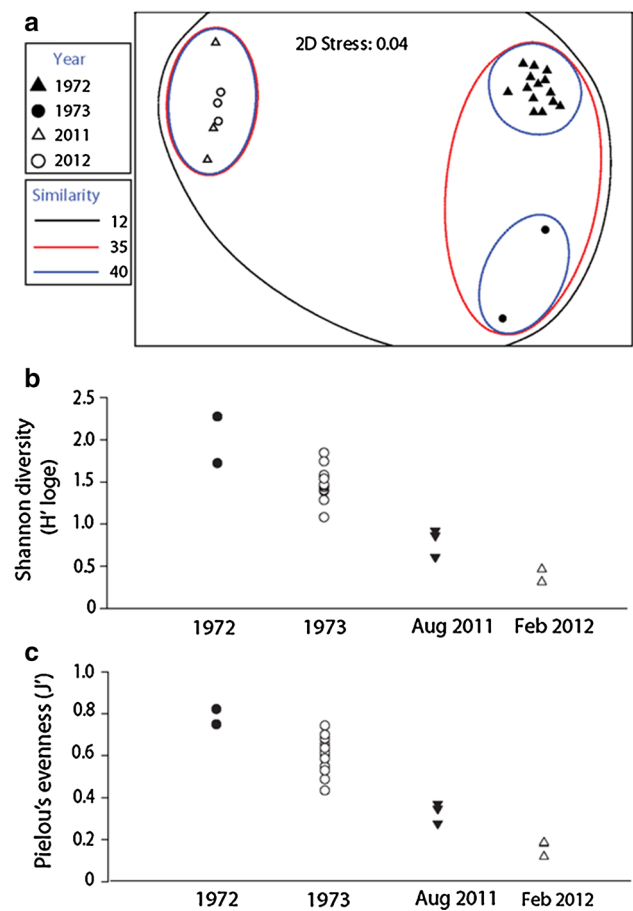 a
2D Stress: 0.04
Year
1972
1973
2011
2012
Similarity
12
35
40
b
Shannon diversity
(H' loge)
2.5
2.0
1.5
1.0
0.5
0
1972 1973 Aug 2011 Feb 2012
c
Pielou's evenness (J')
1.0
0.8
0.6
0.4
0.2
0
1972 1973 Aug 2011 Feb 2012